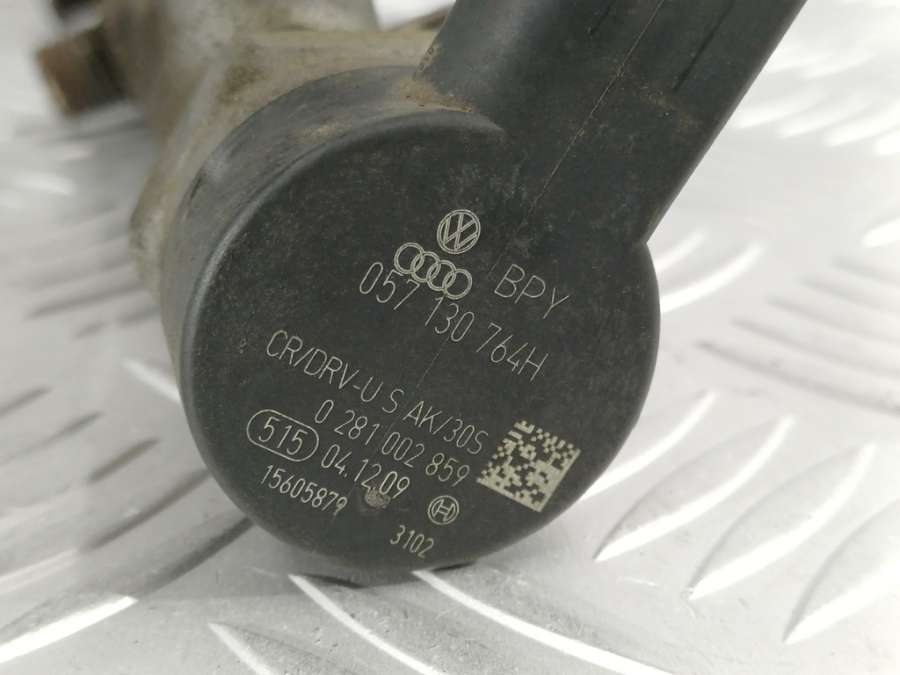 BPY
057 130 764H
CR/DRV-U S AK/30S
0 281 002 859
515 04.12.09
15605879
3102